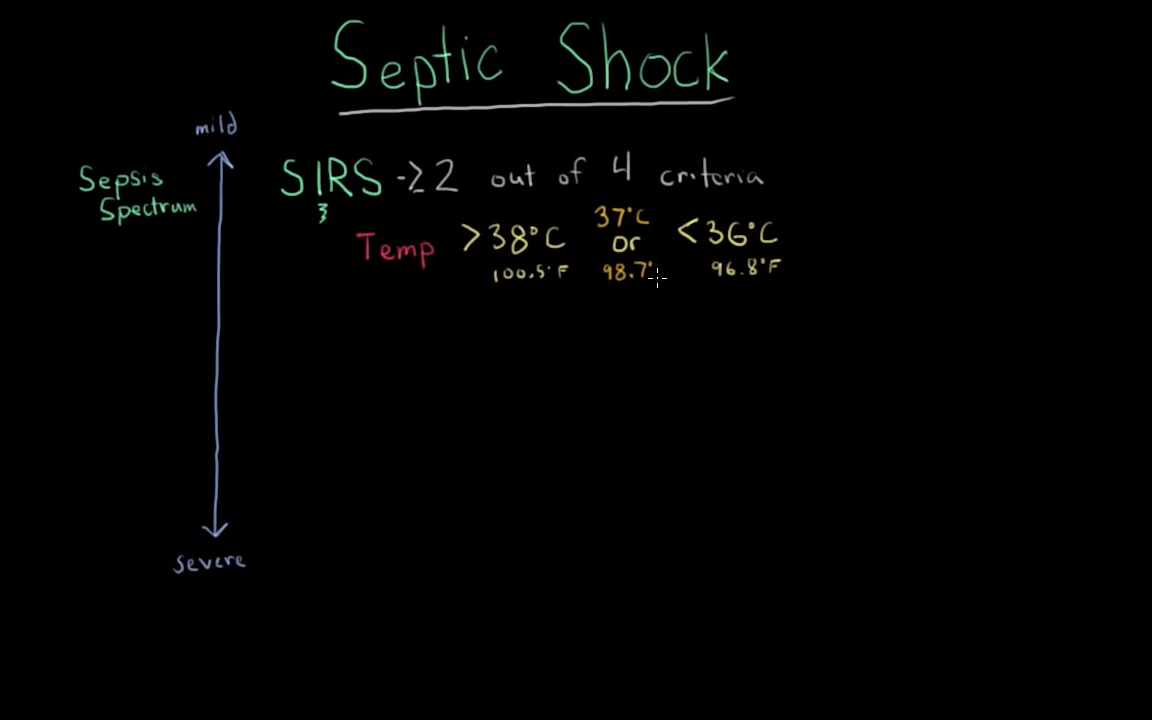 Septic Shock
mild
Sepsis
Spectrum
SIRS → ≥2 out of 4 criteria
Temp >38°C 37°C or <36°C
100.5°F 98.7° 96.8°F
severe